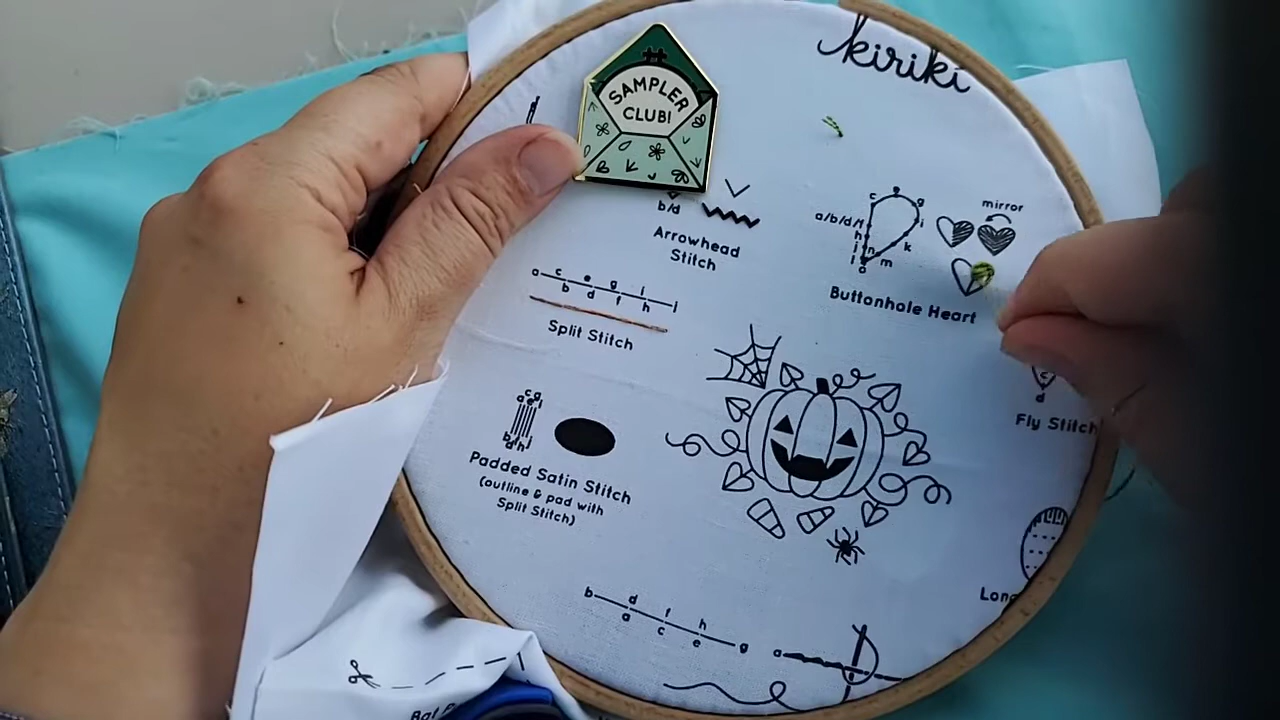 kiriki
SAMPLER
CLUB!
b/d
Arrowhead
Stitch
a c e g i l
b d f h
Split Stitch
c e g
a/b/d/f i
h k
n m
o
mirror
Buttonhole Heart
c
d
Fly Stitch
Padded Satin Stitch
(outline & pad with
Split Stitch)
b d f h
a c e g
a
Long